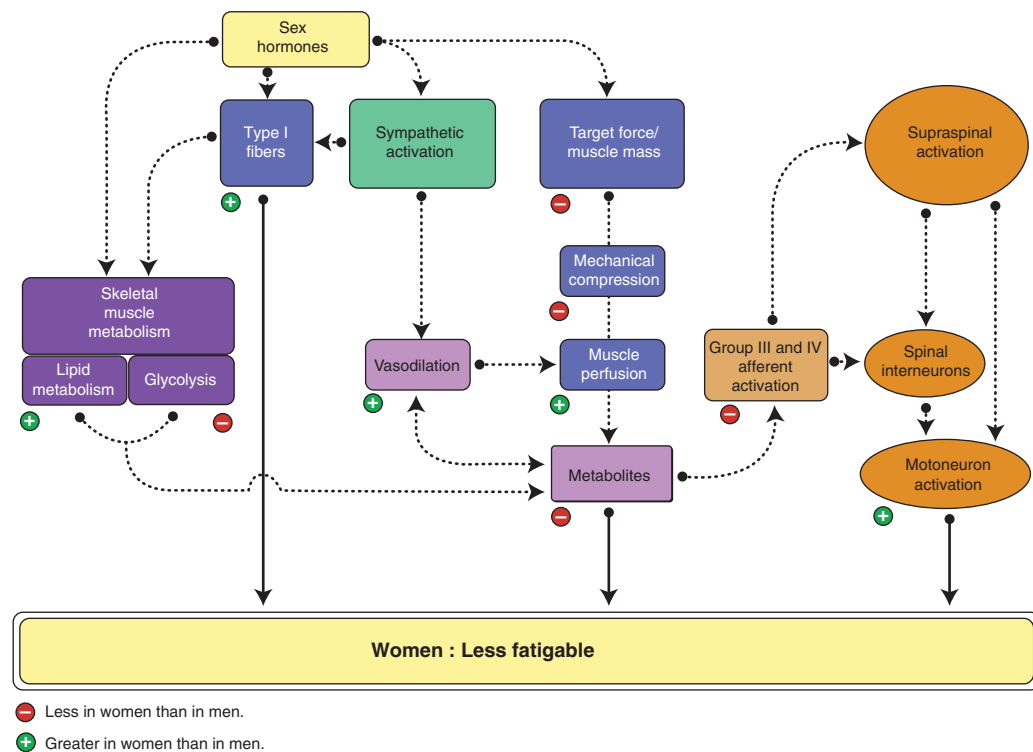 Sex
hormones
Type I
fibers
Sympathetic
activation
Target force/
muscle mass
Supraspinal
activation
Mechanical
compression
Skeletal
muscle
metabolism
Lipid
metabolism
Glycolysis
Vasodilation
Muscle
perfusion
Group III and IV
afferent
activation
Spinal
interneurons
Metabolites
Motoneuron
activation
Women : Less fatigable
Less in women than in men.
Greater in women than in men.